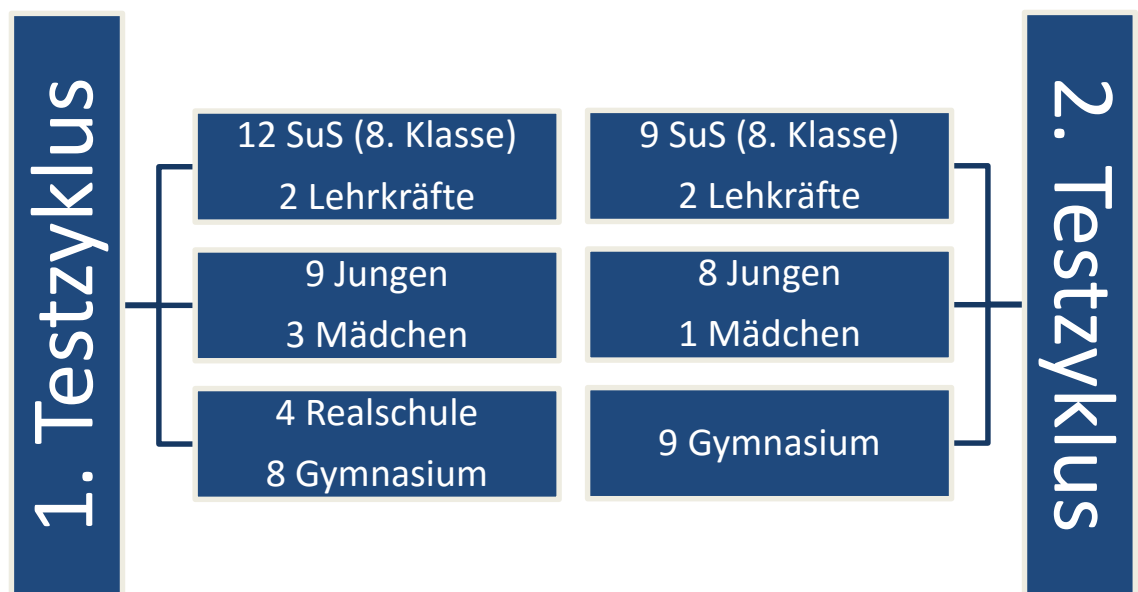 1. Testzyklus
12 SuS (8. Klasse)
2 Lehrkräfte
9 Jungen
3 Mädchen
4 Realschule
8 Gymnasium
9 SuS (8. Klasse)
2 Lehkräfte
8 Jungen
1 Mädchen
9 Gymnasium
2. Testzyklus